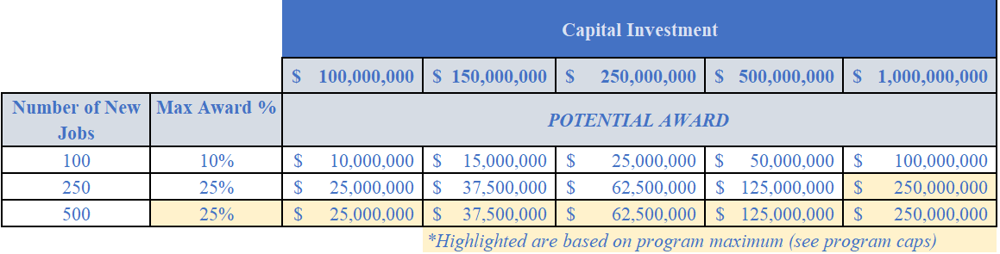 Capital Investment
$ 100,000,000 $ 150,000,000 $ 250,000,000 $ 500,000,000 $ 1,000,000,000
Number of New Jobs Max Award % POTENTIAL AWARD
100 10% $ 10,000,000 $ 15,000,000 $ 25,000,000 $ 50,000,000 $ 100,000,000
250 25% $ 25,000,000 $ 37,500,000 $ 62,500,000 $ 125,000,000 $ 250,000,000
500 25% $ 25,000,000 $ 37,500,000 $ 62,500,000 $ 125,000,000 $ 250,000,000
*Highlighted are based on program maximum (see program caps)